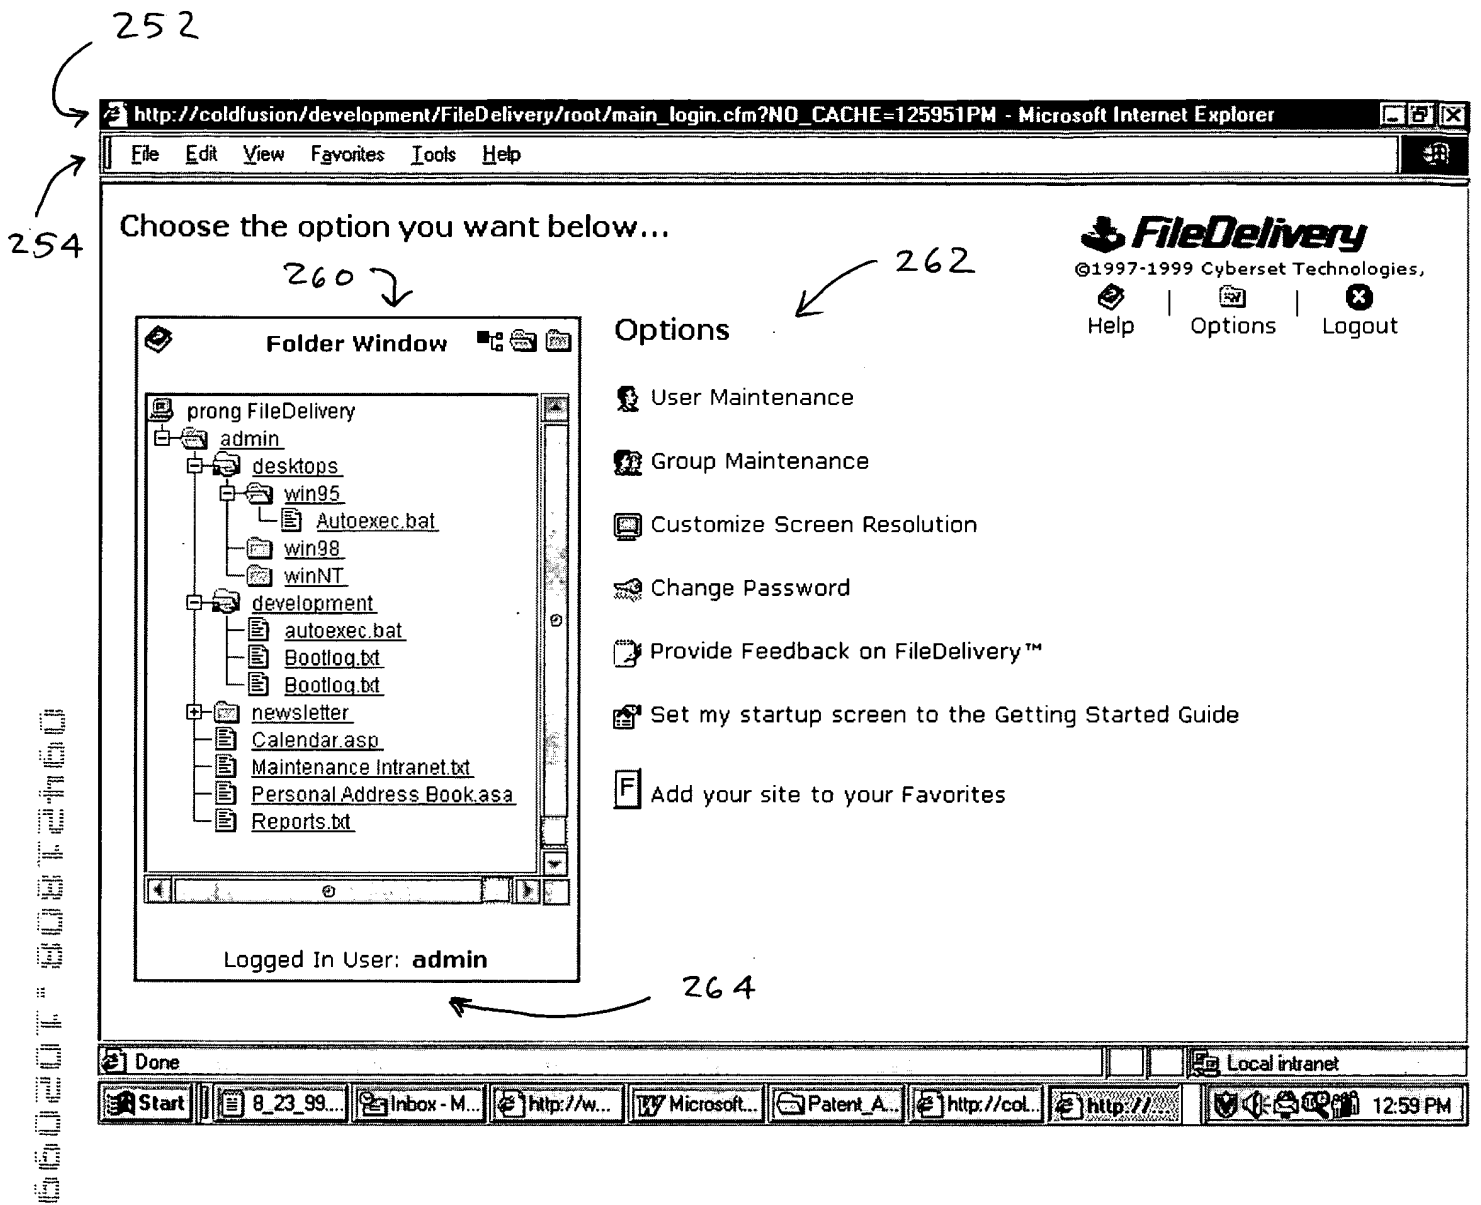 252
http://coldfusion/development/FileDelivery/root/main_login.cfm?NO_CACHE=125951PM - Microsoft Internet Explorer
File Edit View Favorites Tools Help
254
Choose the option you want below...
FileDelivery
©1997-1999 Cyberset Technologies,
Help | Options | Logout
260
262
Folder Window
prong FileDelivery
admin
desktops
win95
Autoexec.bat
win98
winNT
development
autoexec.bat
Bootlog.txt
Bootlog.txt
newsletter
Calendar.asp
Maintenance Intranet.txt
Personal Address Book.asa
Reports.txt
Logged In User: admin
264
Options
User Maintenance
Group Maintenance
Customize Screen Resolution
Change Password
Provide Feedback on FileDelivery™
Set my startup screen to the Getting Started Guide
F Add your site to your Favorites
Done
Local intranet
Start 8_23_99.... Inbox - M... http://w... Microsoft... Patent_A... http://col... http://... 12:59 PM